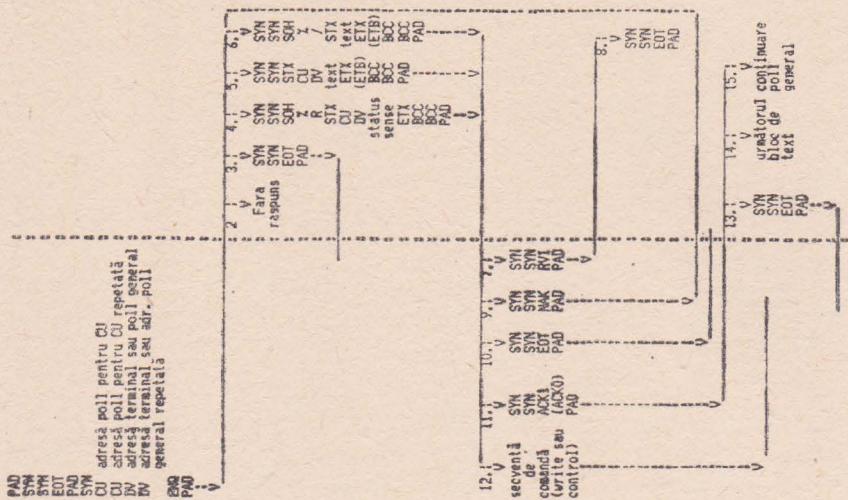 PAD
SYN
SYN
EOT
PAD
SYN
SYN
CU adresă poll pentru CU
CU adresă poll pentru CU repetată
DV adresă terminal sau poll general
DV adresă terminal sau adr. poll
general repetată
ENQ
PAD
2
Fara
raspuns
3.
SYN
SYN
EOT
PAD
4.
SYN
SYN
SOH
%
R
STX
CU
DV
status
sense
ETX
BCC
BCC
PAD
5.
SYN
SYN
STX
CU
DV
text
(ETX
(ETB)
BCC
BCC
PAD
6.
SYN
SYN
SOH
%
/
STX
text
ETX
(ETB)
BCC
BCC
PAD
7.
SYN
SYN
RVI
PAD
8.
SYN
SYN
EOT
PAD
9.
SYN
SYN
NAK
PAD
10.
SYN
SYN
EOT
PAD
11.
SYN
SYN
ACK1
(ACK0)
PAD
12.
secvență
de
comandă
(write sau
control)
13.
SYN
SYN
EOT
PAD
14.
următorul
bloc de
text
15.
continuare
poll
general